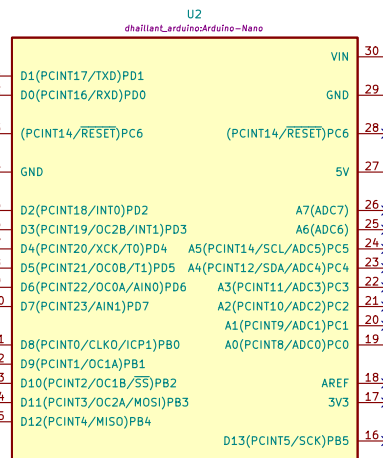 U2
dhaillant_arduino:Arduino-Nano
VIN 30
D1(PCINT17/TXD)PD1
D0(PCINT16/RXD)PD0 GND 29
(PCINT14/RESET)PC6 (PCINT14/RESET)PC6 28
GND 5V 27
D2(PCINT18/INT0)PD2 A7(ADC7) 26
D3(PCINT19/OC2B/INT1)PD3 A6(ADC6) 25
D4(PCINT20/XCK/T0)PD4 A5(PCINT14/SCL/ADC5)PC5 24
D5(PCINT21/OC0B/T1)PD5 A4(PCINT12/SDA/ADC4)PC4 23
D6(PCINT22/OC0A/AIN0)PD6 A3(PCINT11/ADC3)PC3 22
D7(PCINT23/AIN1)PD7 A2(PCINT10/ADC2)PC2 21
A1(PCINT9/ADC1)PC1 20
D8(PCINT0/CLKO/ICP1)PB0 A0(PCINT8/ADC0)PC0 19
D9(PCINT1/OC1A)PB1
D10(PCINT2/OC1B/SS)PB2 AREF 18
D11(PCINT3/OC2A/MOSI)PB3 3V3 17
D12(PCINT4/MISO)PB4
D13(PCINT5/SCK)PB5 16